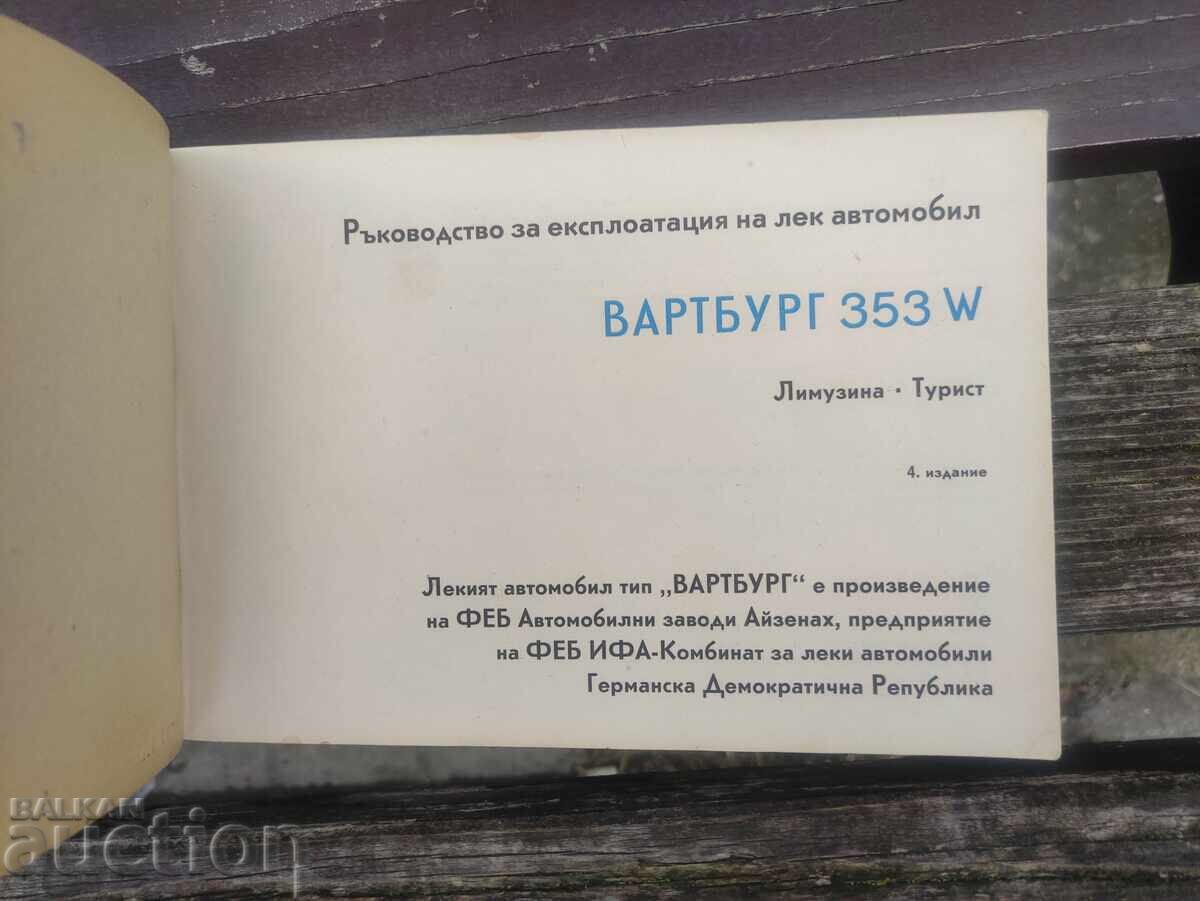 Ръководство за експлоатация на лек автомобил
ВАРТБУРГ 353 W
Лимузина · Турист
4. издание
Лекият автомобил тип „ВАРТБУРГ“ е произведение
на ФЕБ Автомобилни заводи Айзенах, предприятие
на ФЕБ ИФА-Комбинат за леки автомобили
Германска Демократична Република
BALKAN
auction